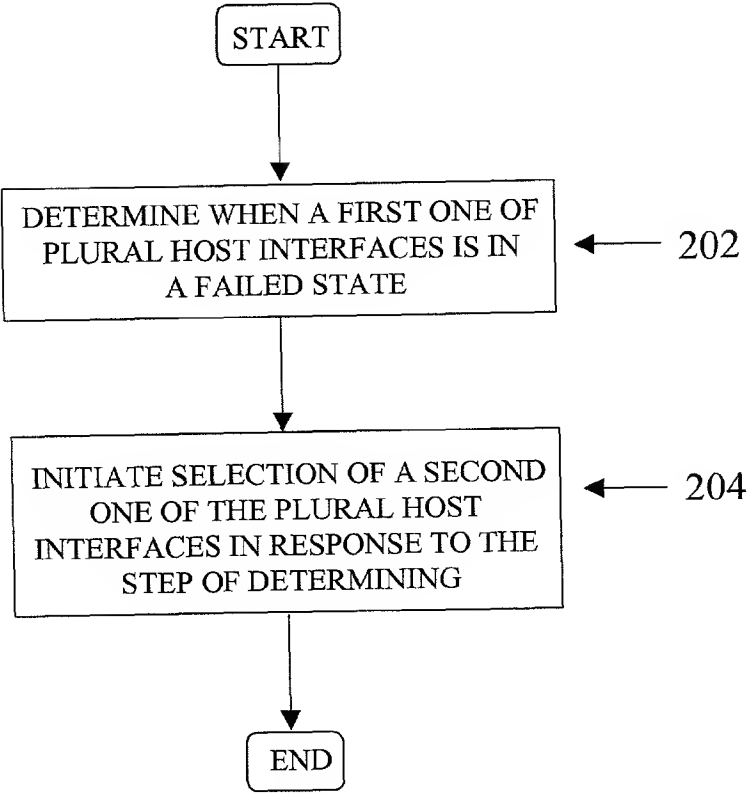 START
DETERMINE WHEN A FIRST ONE OF
PLURAL HOST INTERFACES IS IN
A FAILED STATE
202
INITIATE SELECTION OF A SECOND
ONE OF THE PLURAL HOST
INTERFACES IN RESPONSE TO THE
STEP OF DETERMINING
204
END